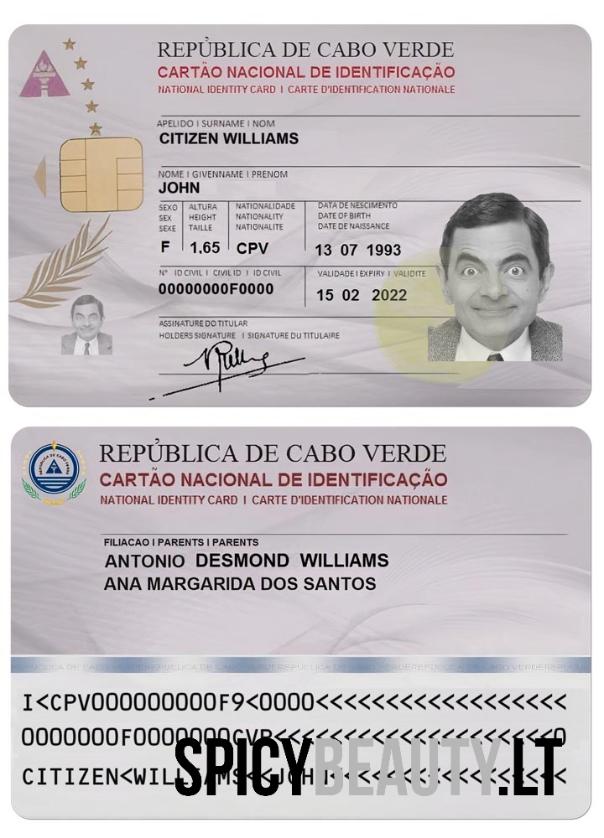 REPÚBLICA DE CABO VERDE
CARTÃO NACIONAL DE IDENTIFICAÇÃO
NATIONAL IDENTITY CARD I CARTE D'IDENTIFICATION NATIONALE
APELIDO I SURNAME I NOM
CITIZEN WILLIAMS
NOME I GIVENNAME I PRENOM
JOHN
SEXO ALTURA NACIONALIDADE DATA DE NESCIMENTO
SEX HEIGHT NATIONALITY DATE OF BIRTH
SEXE TAILLE NATIONALITE DATE DE NAISSANCE
F 1.65 CPV 13 07 1993
Nº ID CIVIL I CIVIL ID I ID CIVIL VALIDADE I EXPIRY I VALIDITE
00000000F0000 15 02 2022
ASSINATURE DO TITULAR
HOLDERS SIGNATURE I SIGNATURE DU TITULAIRE
REPÚBLICA DE CABO VERDE
CARTÃO NACIONAL DE IDENTIFICAÇÃO
NATIONAL IDENTITY CARD I CARTE D'IDENTIFICATION NATIONALE
FILIACAO I PARENTS I PARENTS
ANTONIO DESMOND WILLIAMS
ANA MARGARIDA DOS SANTOS
I<CPV000000000F9<0000<<<<<<<<<<<<<<<<<<
CITIZEN<WILLIAMS<<JOHN<<<<<<<<<<<<<<<<<
SPICYBEAUTY.LT